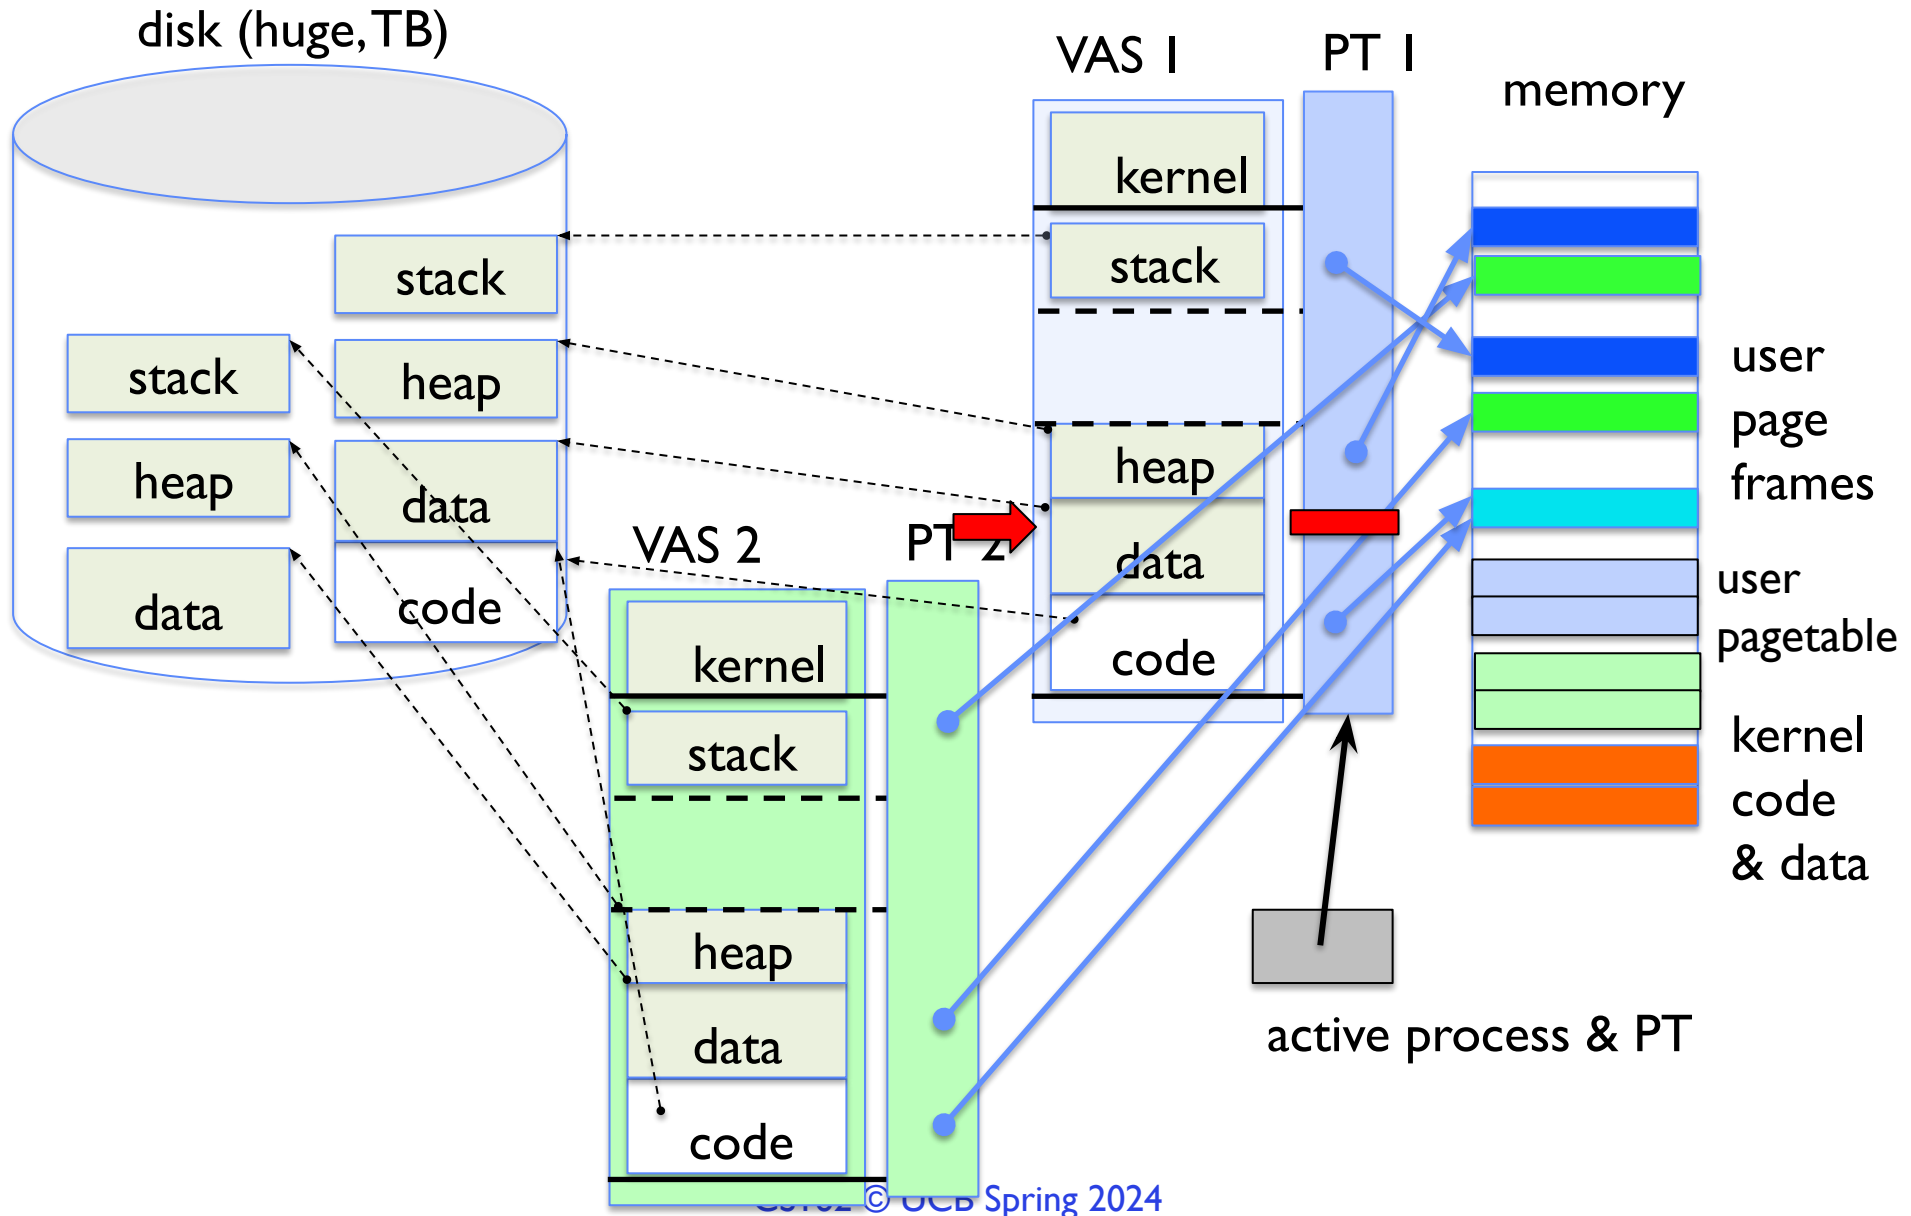 disk (huge, TB)
VAS 1
PT 1
memory
kernel
stack
stack
heap
stack
heap
data
heap
data
code
data
code
VAS 2
PT 2
kernel
stack
heap
data
code
user
page
frames
user
pagetable
kernel
code
& data
active process & PT
CS162 © UCB Spring 2024